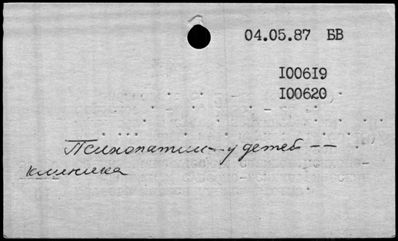 04.05.87 БВ
I00619
I00620
Психопатии у детей --
клиника